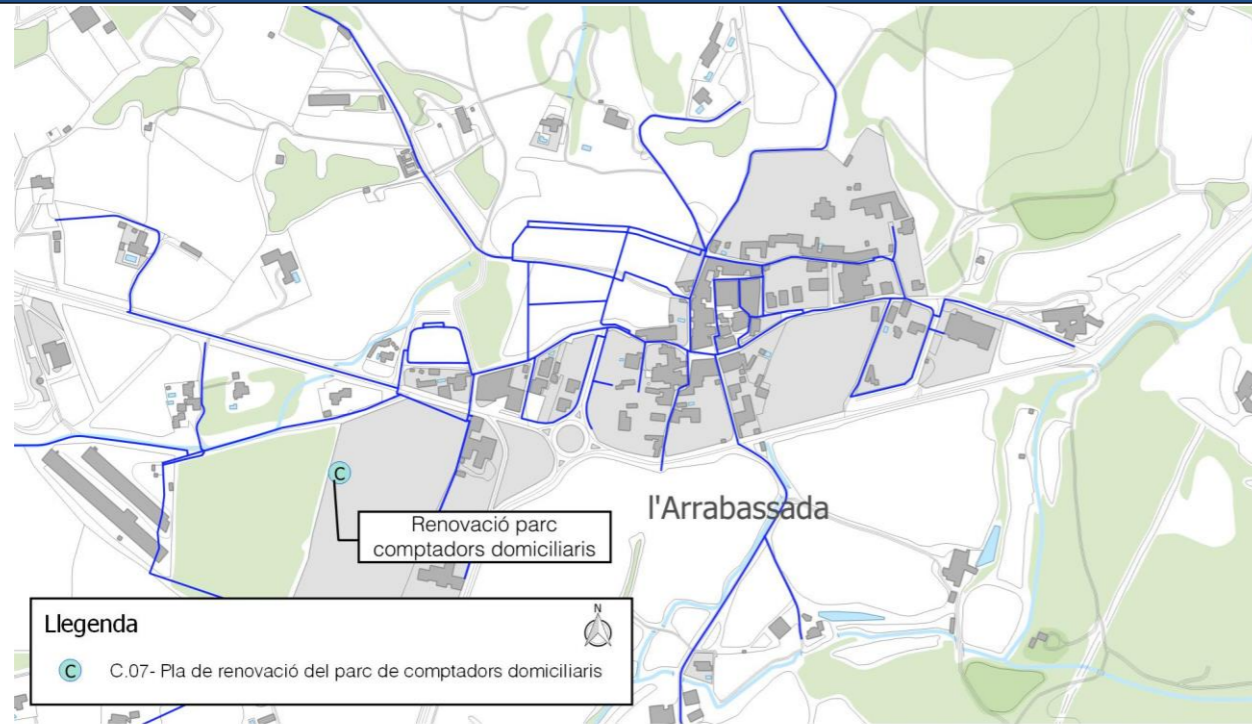 C
Renovació parc
comptadors domiciliaris
l'Arrabassada
Llegenda
N
C
C.07- Pla de renovació del parc de comptadors domiciliaris